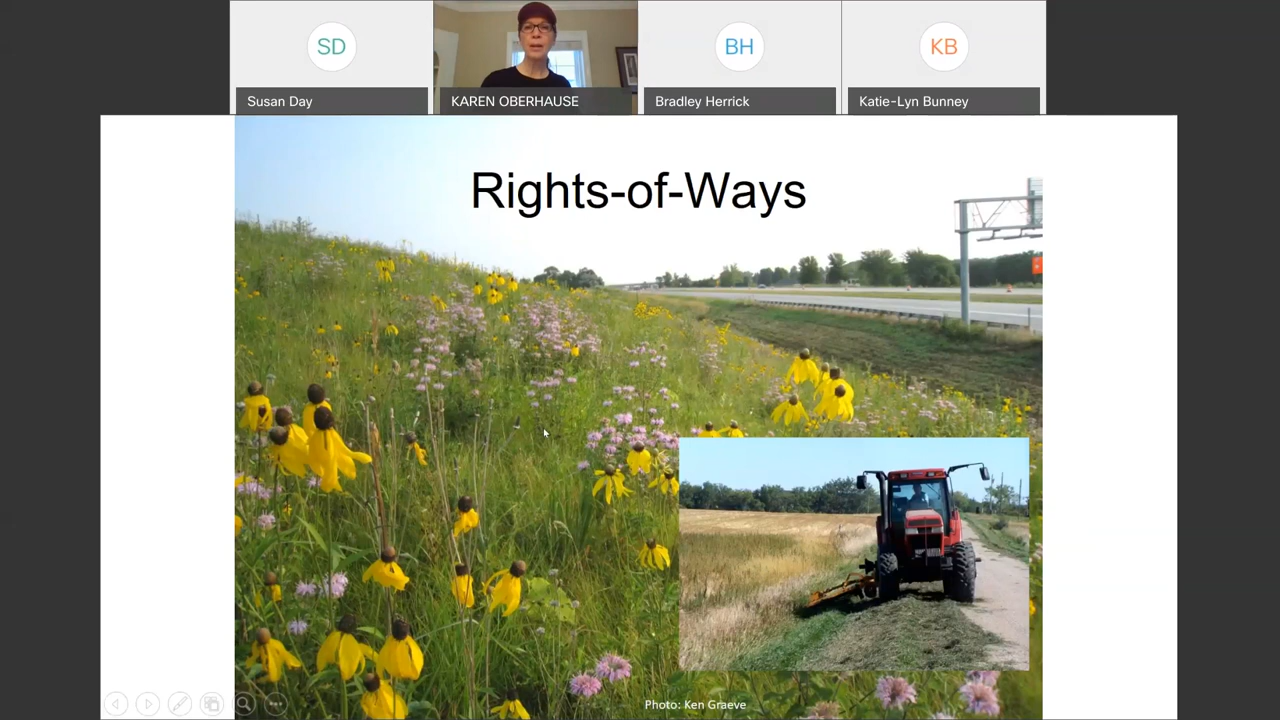 SD
BH
KB
Susan Day
KAREN OBERHAUSE
Bradley Herrick
Katie-Lyn Bunney
Rights-of-Ways
Photo: Ken Graeve